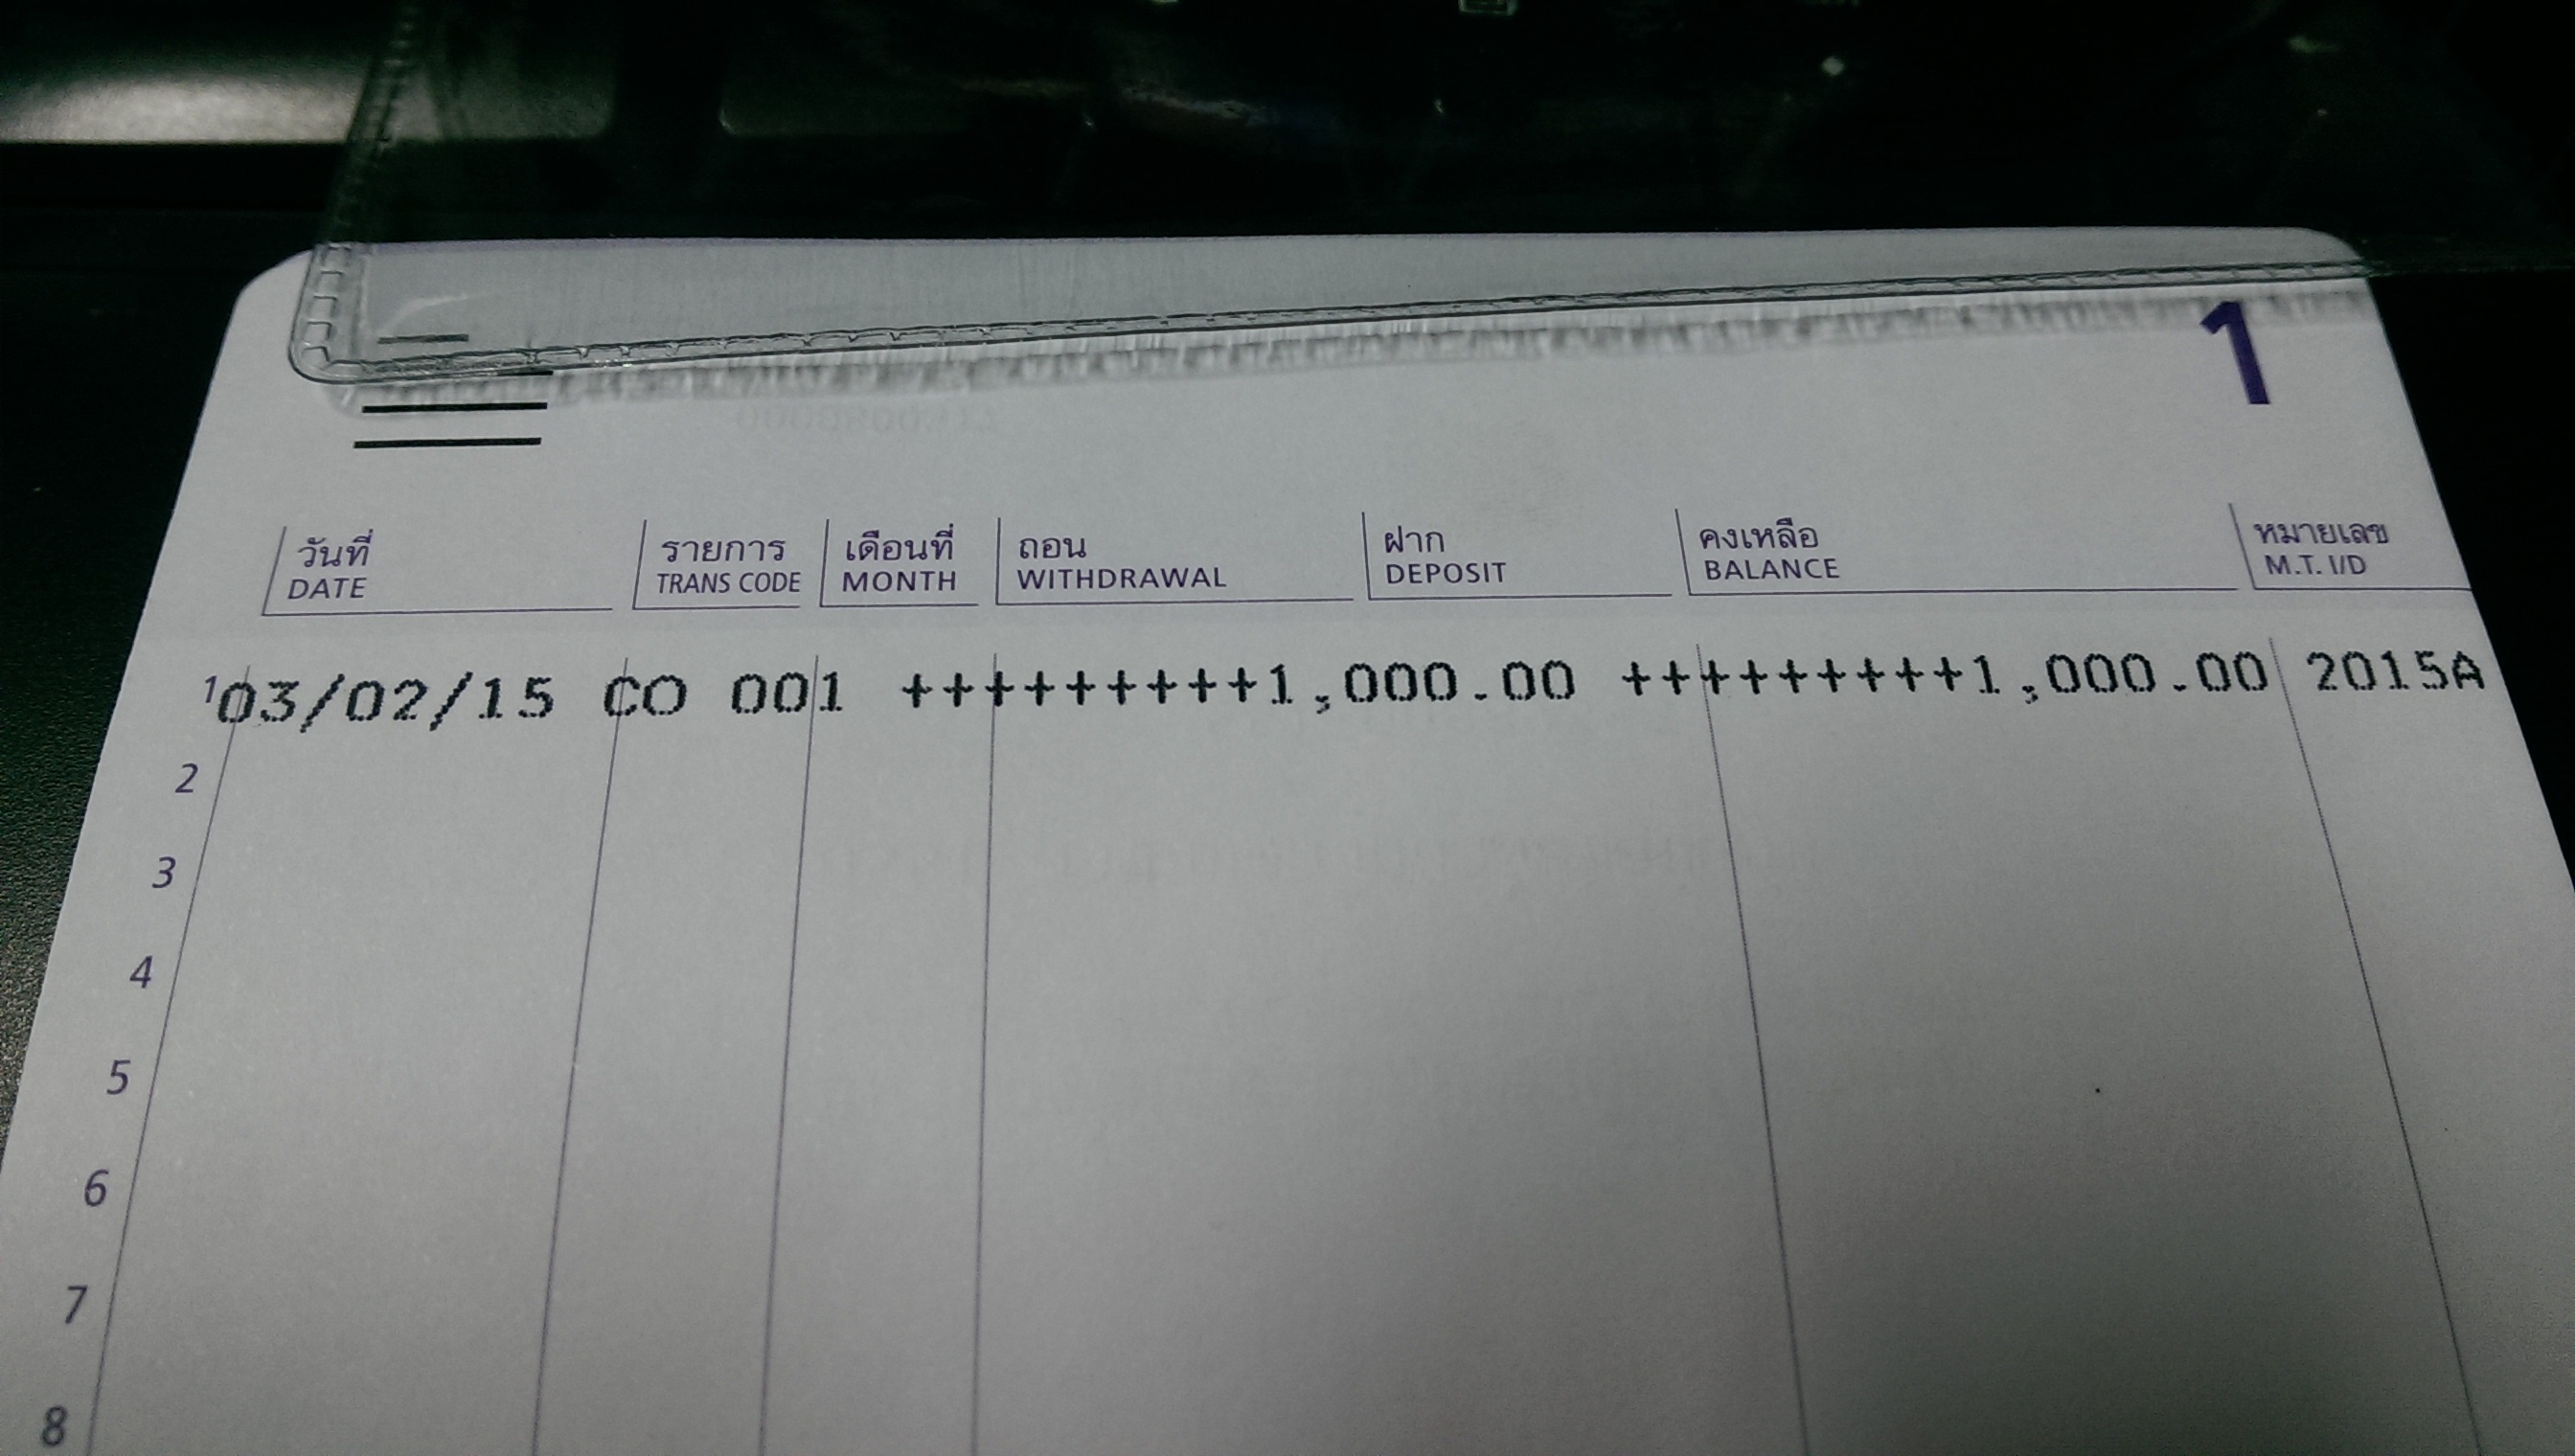 1
วันที่ รายการ เดือนที่ ถอน ฝาก คงเหลือ หมายเลข
DATE TRANS CODE MONTH WITHDRAWAL DEPOSIT BALANCE M.T. I/D
1 03/02/15 CO 001 +++++++++1,000.00 +++++++++1,000.00 2015A
2
3
4
5
6
7
8